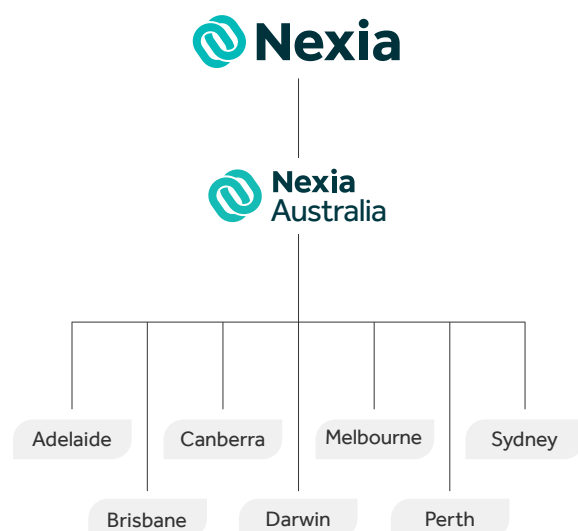 Nexia
Nexia
Australia
Adelaide
Canberra
Melbourne
Sydney
Brisbane
Darwin
Perth